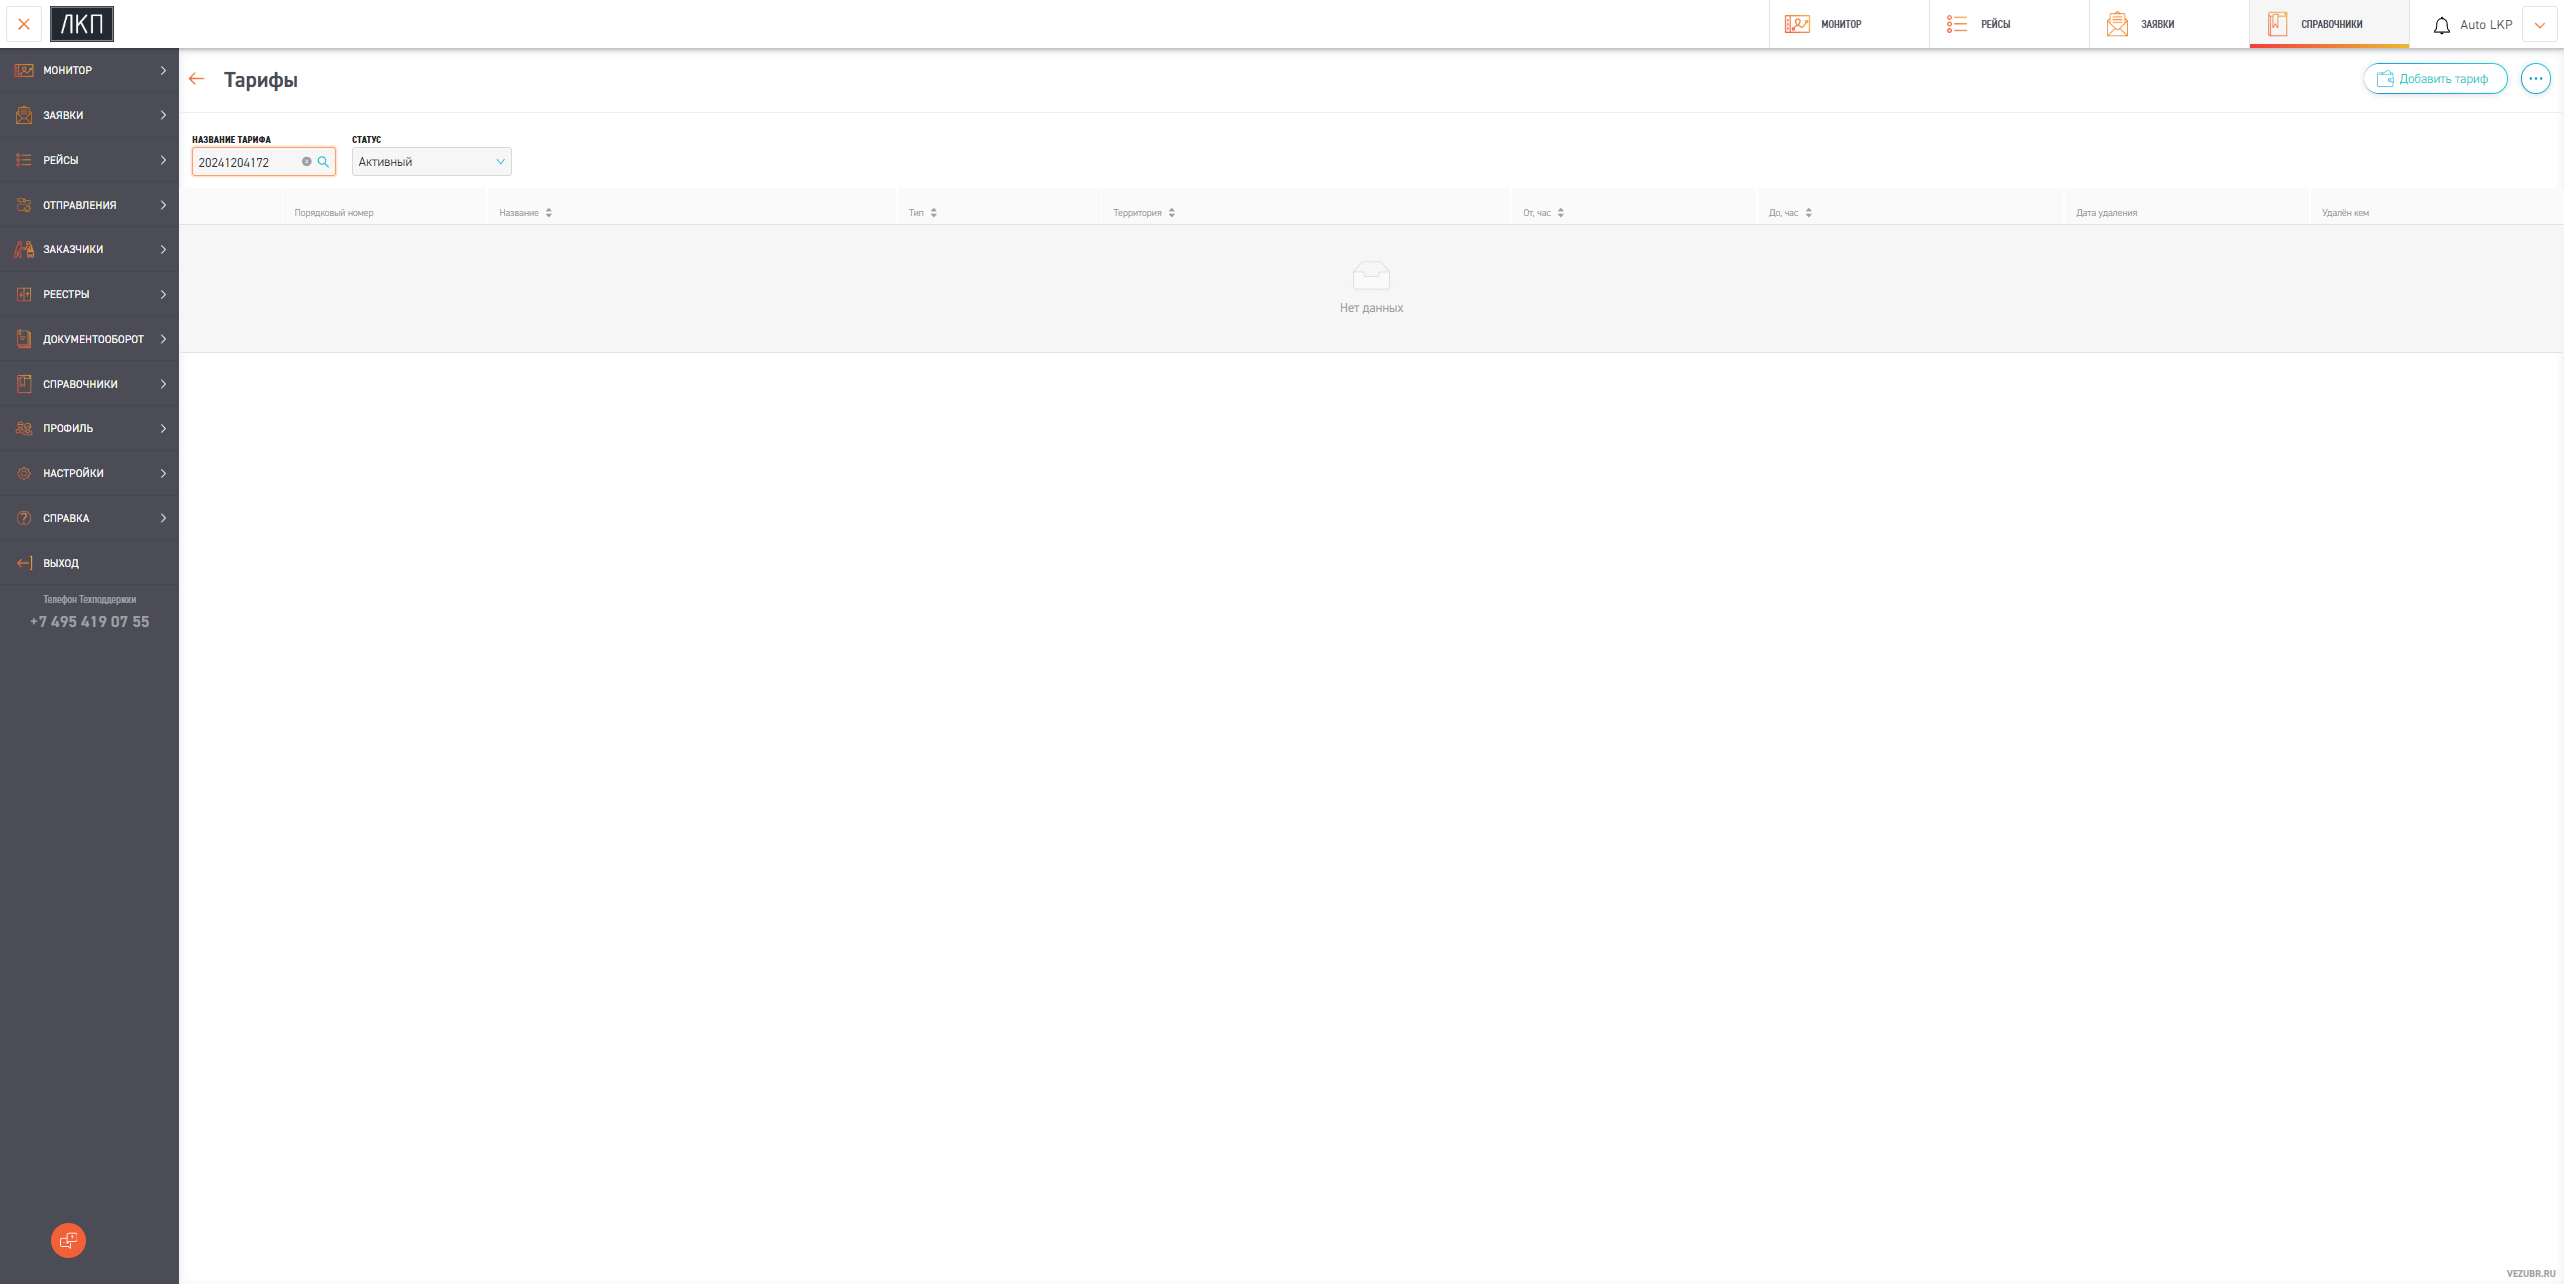 ЛКП
МОНИТОР
РЕЙСЫ
ЗАЯВКИ
СПРАВОЧНИКИ
Auto LKP
МОНИТОР
ЗАЯВКИ
РЕЙСЫ
ОТПРАВЛЕНИЯ
ЗАКАЗЧИКИ
РЕЕСТРЫ
ДОКУМЕНТООБОРОТ
СПРАВОЧНИКИ
ПРОФИЛЬ
НАСТРОЙКИ
СПРАВКА
ВЫХОД
Телефон Техподдержки
+7 495 419 07 55
Тарифы
Добавить тариф
НАЗВАНИЕ ТАРИФА
СТАТУС
20241204172
Активный
Порядковый номер
Название
Тип
Территория
От, час
До, час
Дата удаления
Удалён кем
Нет данных
VEZUBR.RU